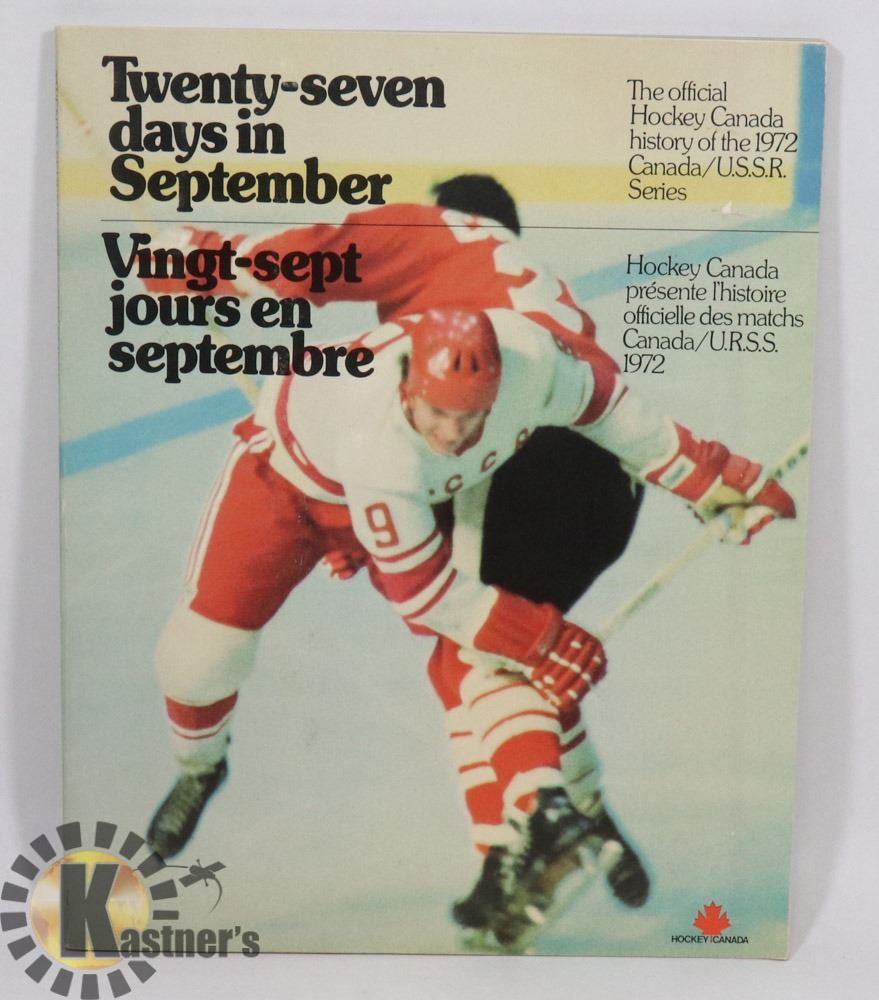 Twenty-seven
days in
September
The official
Hockey Canada
history of the 1972
Canada/U.S.S.R.
Series
Vingt-sept
jours en
septembre
Hockey Canada
présente l'histoire
officielle des matchs
Canada/U.R.S.S.
1972
CCCP
9
HOCKEY CANADA
Kastner's